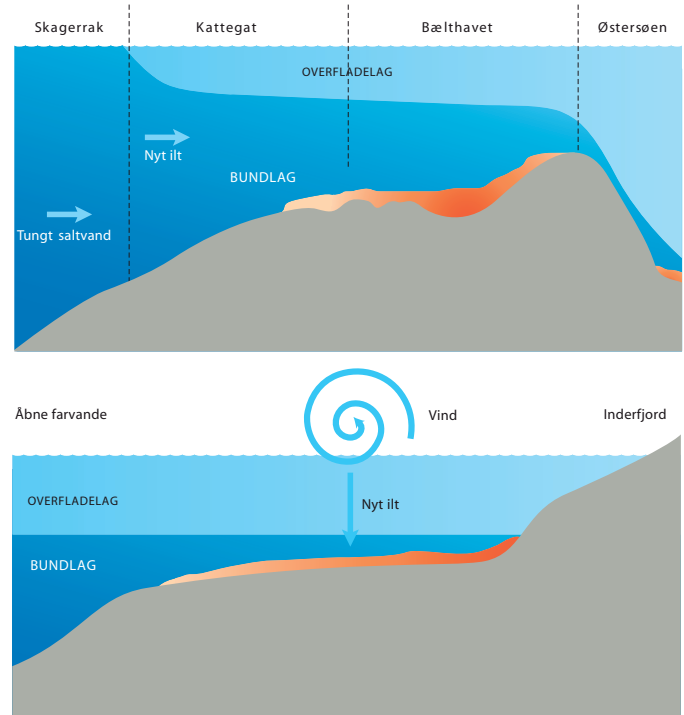 Skagerrak Kattegat Bælthavet Østersøen
OVERFLADELAG
Nyt ilt
BUNDLAG
Tungt saltvand
Åbne farvande Vind Inderfjord
OVERFLADELAG Nyt ilt
BUNDLAG